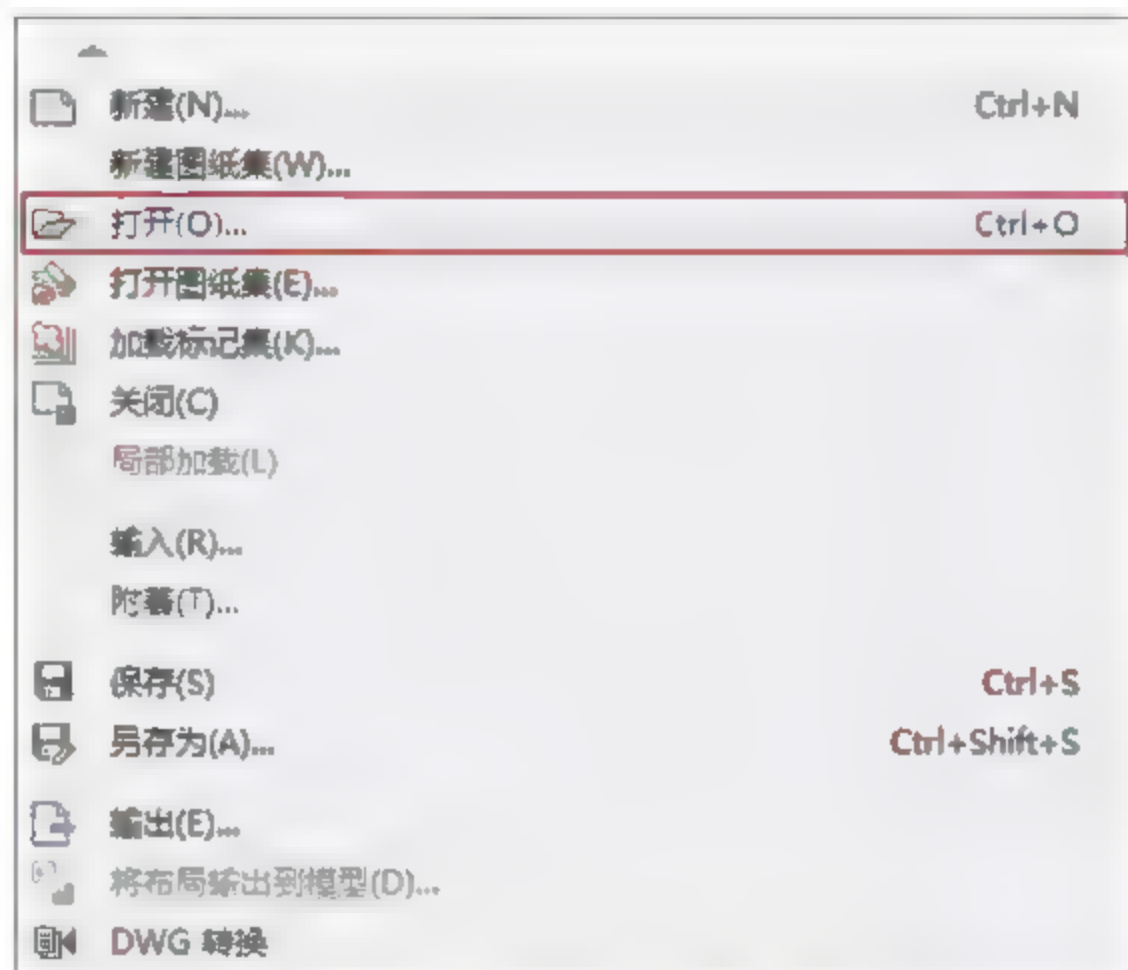 新建(N)... Ctrl+N
新建图纸集(W)...
打开(O)... Ctrl+O
打开图纸集(E)...
加载标记集(K)...
关闭(C)
局部加载(L)
输入(R)...
附着(T)...
保存(S) Ctrl+S
另存为(A)... Ctrl+Shift+S
输出(E)...
将布局输出到模型(D)...
DWG 转换